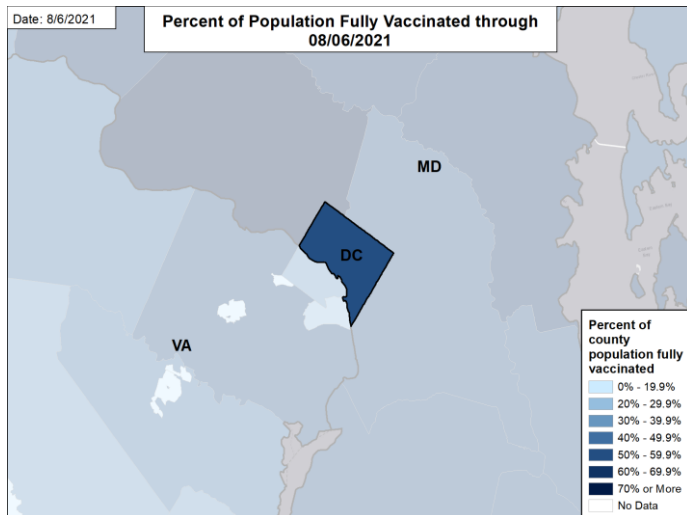 Date: 8/6/2021
Percent of Population Fully Vaccinated through
08/06/2021
MD
DC
VA
Percent of
county
population fully
vaccinated
0% - 19.9%
20% - 29.9%
30% - 39.9%
40% - 49.9%
50% - 59.9%
60% - 69.9%
70% or More
No Data